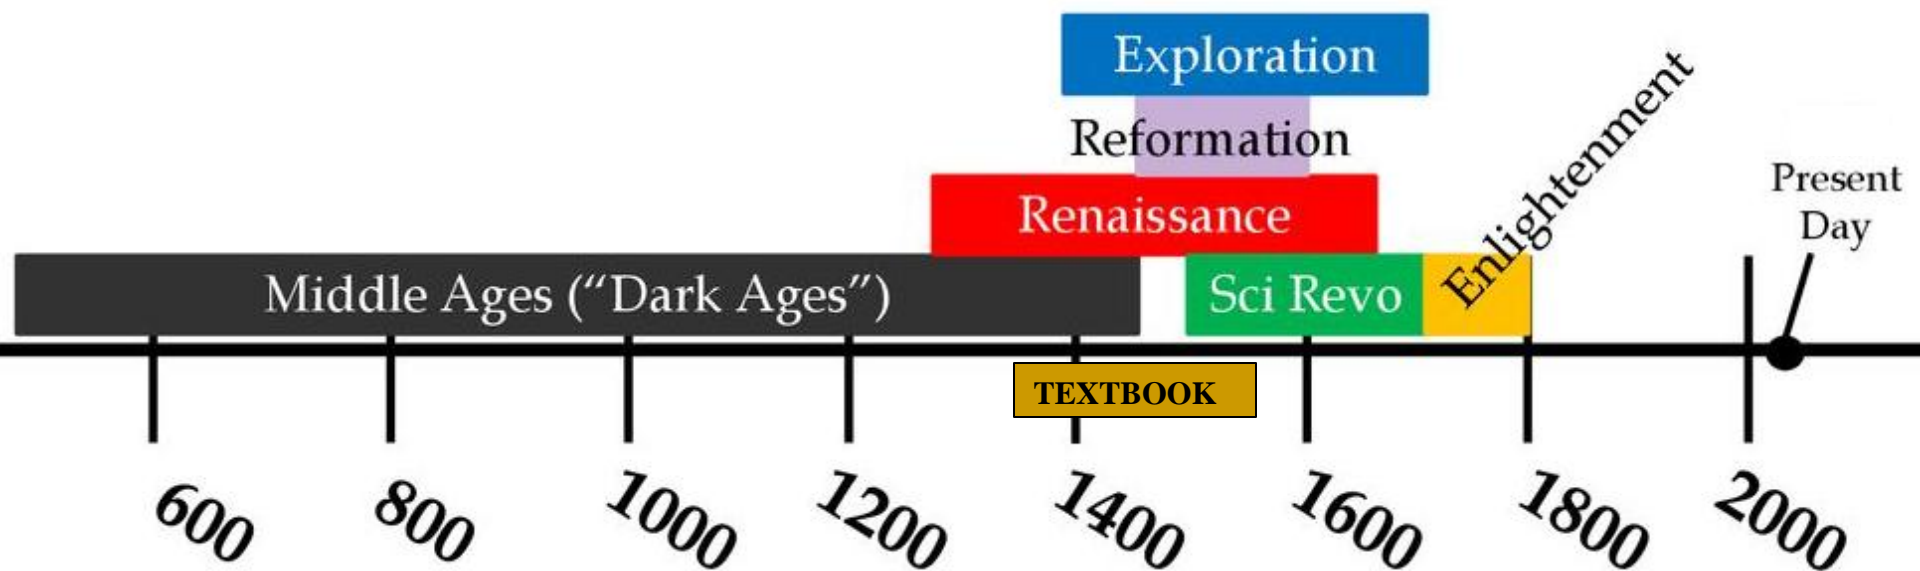 Exploration
Reformation
Renaissance
Enlightenment
Present
Day
Middle Ages (“Dark Ages”)
Sci Revo
TEXTBOOK
600
800
1000
1200
1400
1600
1800
2000